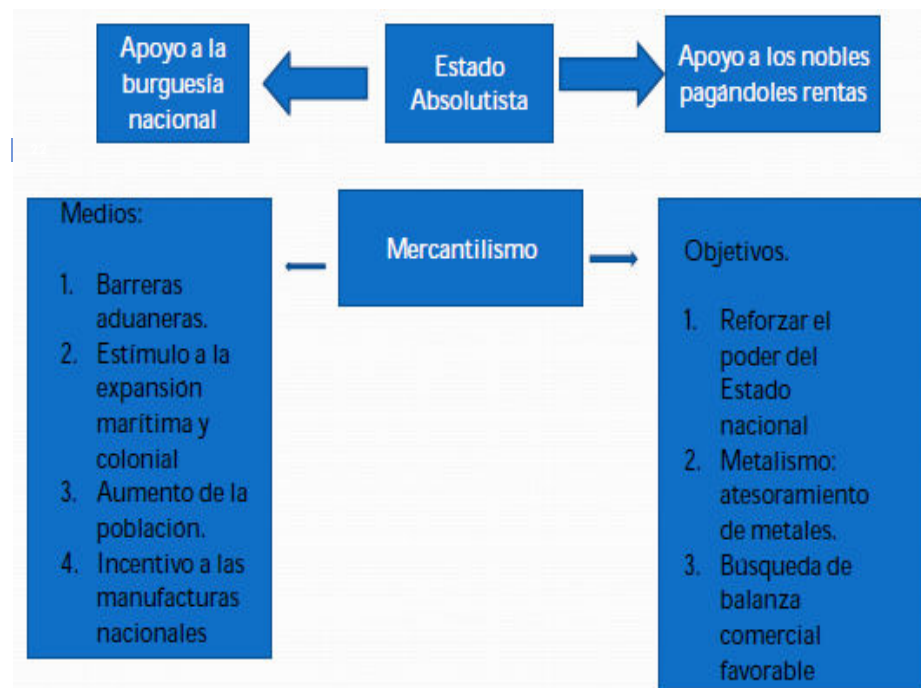 Apoyo a la
burguesía
nacional
Estado
Absolutista
Apoyo a los nobles
pagándoles rentas
Mercantilismo
Medios:
1. Barreras
aduaneras.
2. Estímulo a la
expansión
marítima y
colonial
3. Aumento de la
población.
4. Incentivo a las
manufacturas
nacionales
Objetivos.
1. Reforzar el
poder del
Estado
nacional
2. Metalismo:
atesoramiento
de metales.
3. Búsqueda de
balanza
comercial
favorable